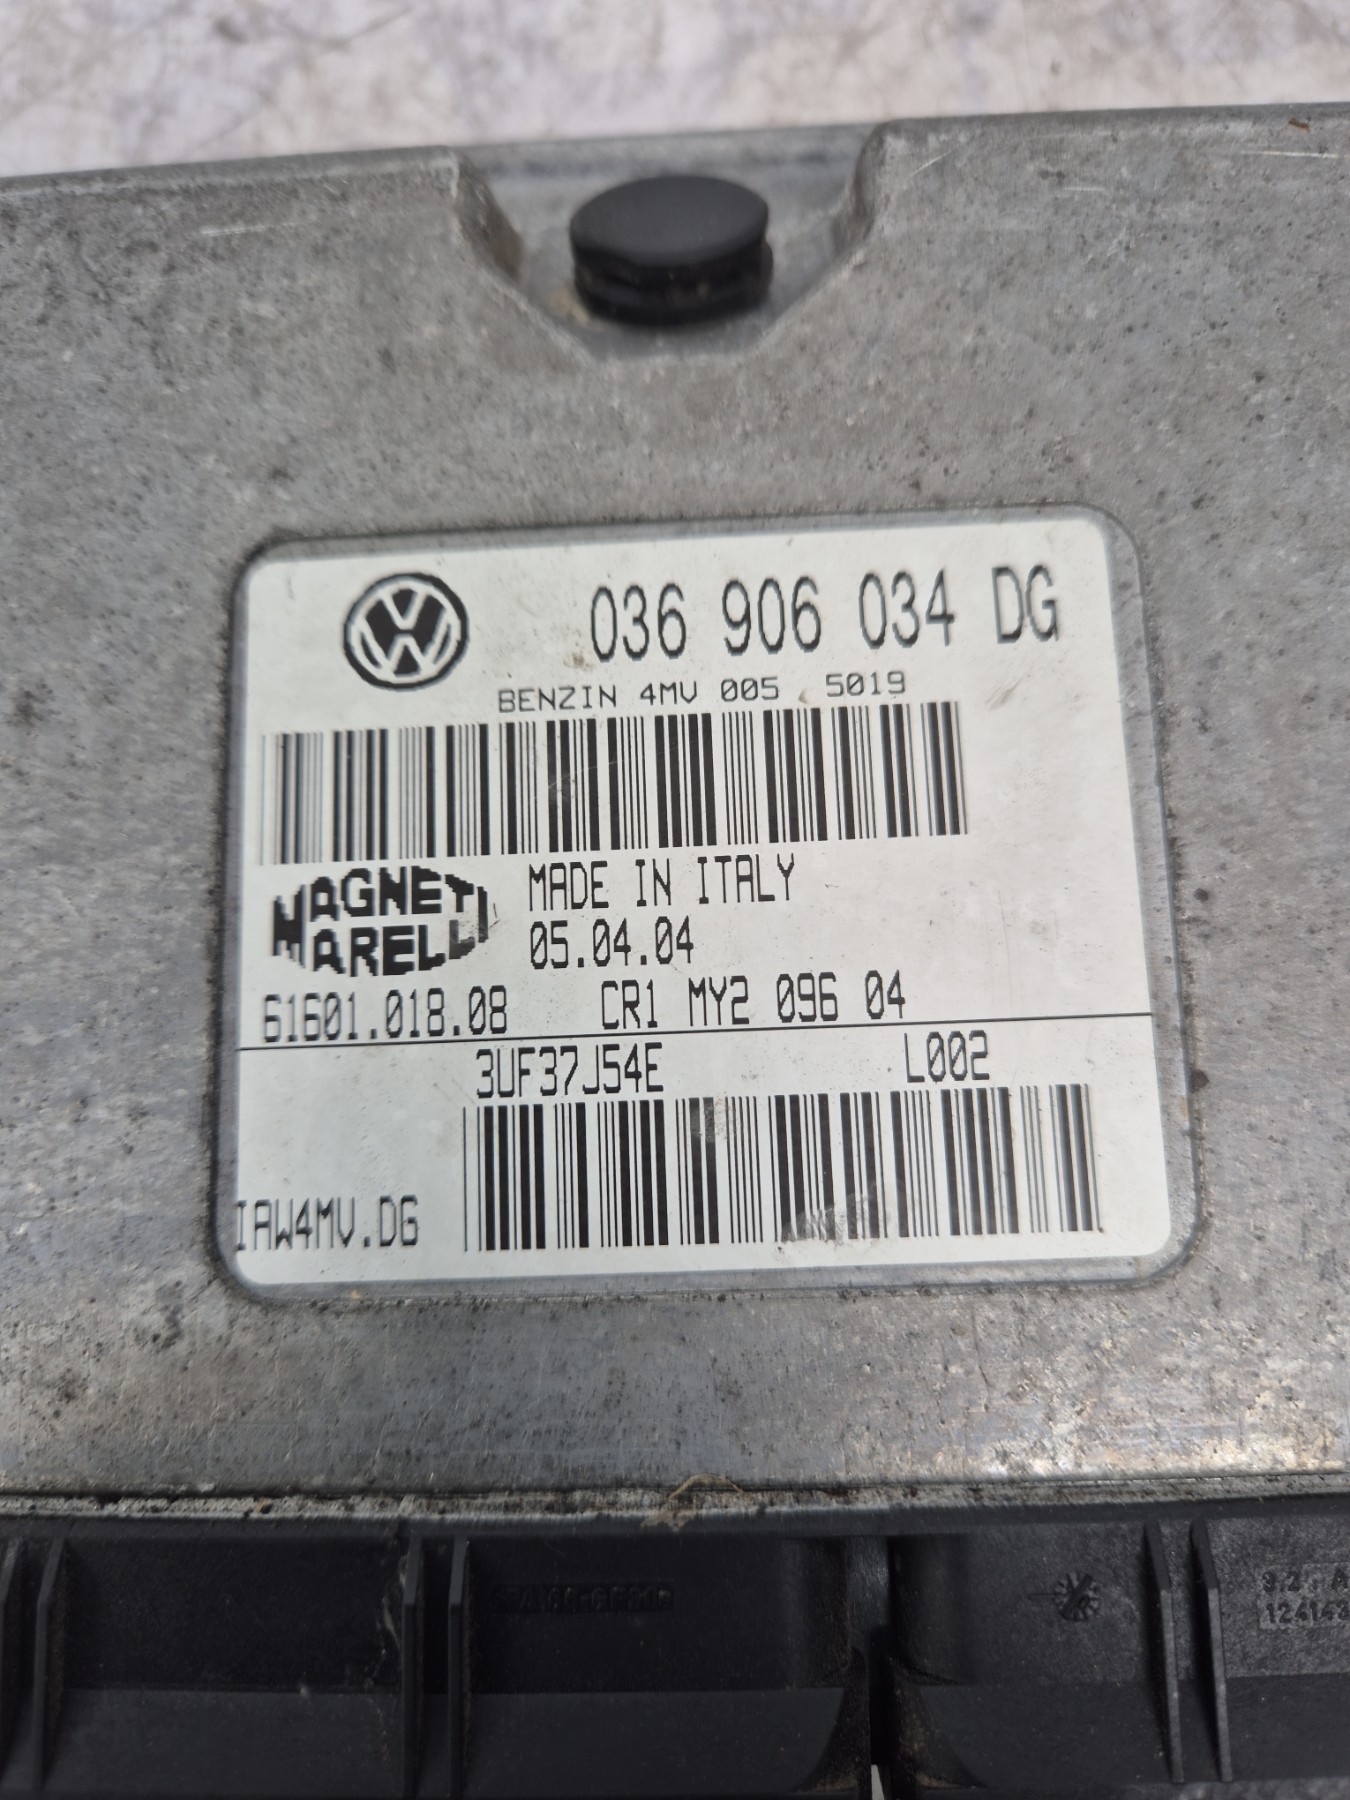 036 906 034 DG
BENZIN 4MV 005 5019
MAGNETI MARELLI
MADE IN ITALY
05.04.04
61601.018.08 CR1 MY2 096 04
3UF37J54E L002
IAW4MV.DG